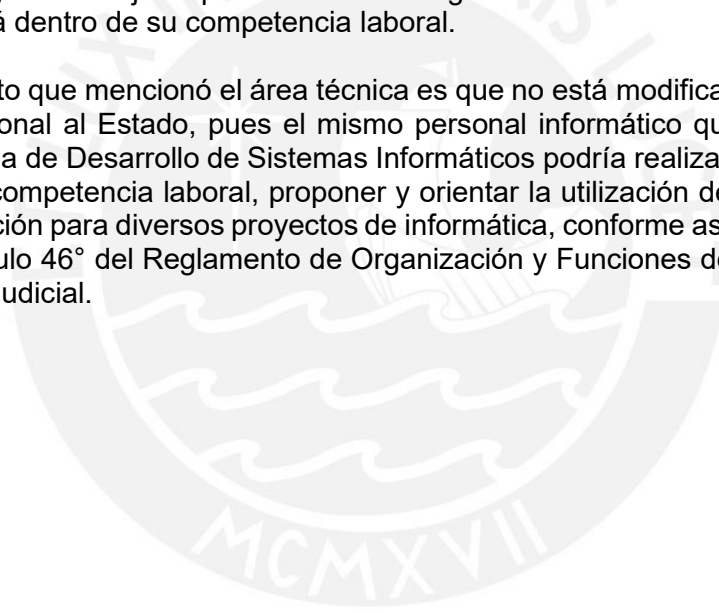 á dentro de su competencia laboral.
to que mencionó el área técnica es que no está modifica
onal al Estado, pues el mismo personal informático qu
a de Desarrollo de Sistemas Informáticos podría realiza
competencia laboral, proponer y orientar la utilización de
ción para diversos proyectos de informática, conforme as
ulo 46° del Reglamento de Organización y Funciones de
udicial.
MCMXVII